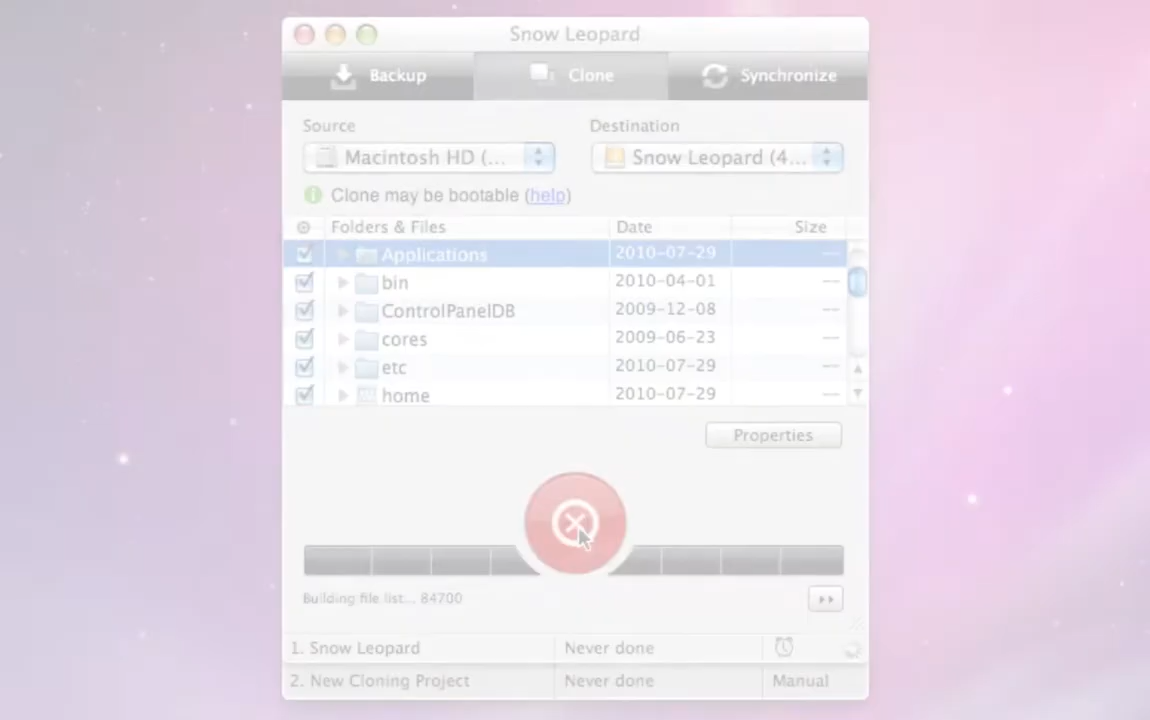 Snow Leopard
Backup Clone Synchronize
Source Destination
Macintosh HD (... Snow Leopard (4...
Clone may be bootable (help)
Folders & Files Date Size
Applications 2010-07-29 --
bin 2010-04-01 --
ControlPanelDB 2009-12-08 --
cores 2009-06-23 --
etc 2010-07-29 --
home 2010-07-29 --
Properties
Building file list... 84700
1. Snow Leopard Never done
2. New Cloning Project Never done Manual